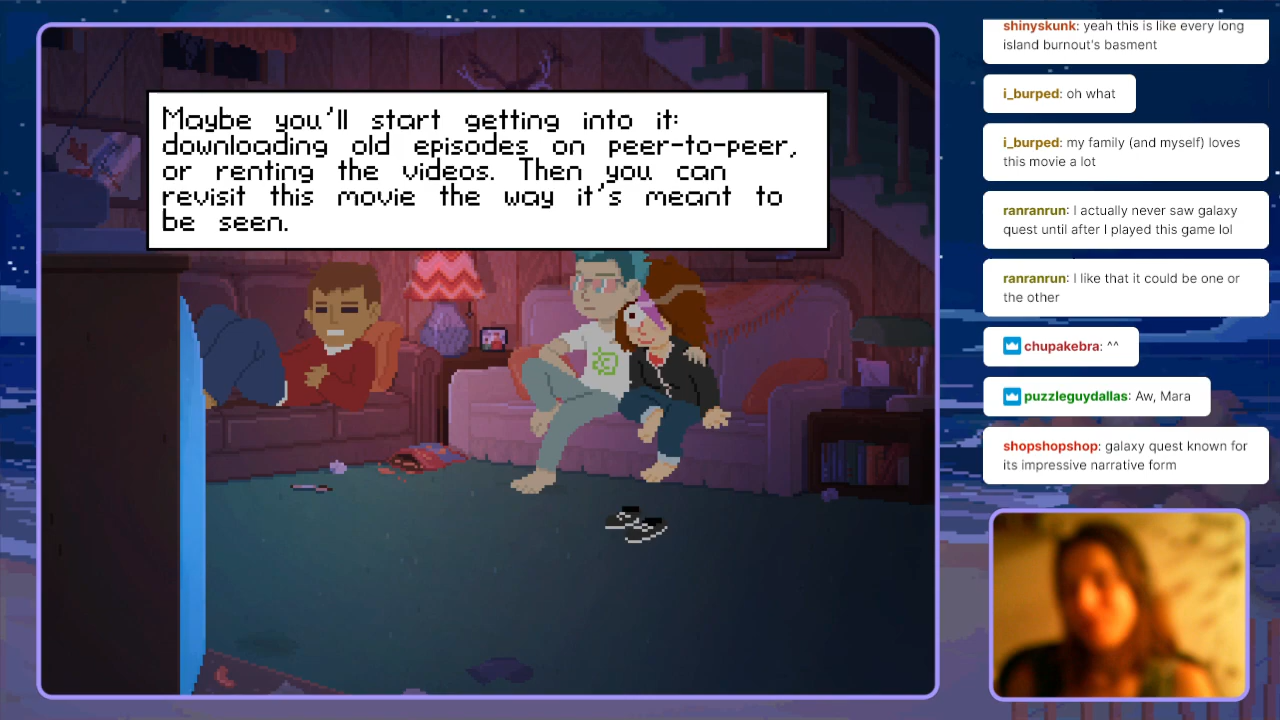 Maybe you'll start getting into it:
downloading old episodes on peer-to-peer,
or renting the videos. Then you can
revisit this movie the way it's meant to
be seen.
shinyskunk: yeah this is like every long
island burnout's basment
i_burped: oh what
i_burped: my family (and myself) loves
this movie a lot
ranranrun: I actually never saw galaxy
quest until after I played this game lol
ranranrun: I like that it could be one or
the other
chupakebra: ^^
puzzleguydallas: Aw, Mara
shopshopshop: galaxy quest known for
its impressive narrative form